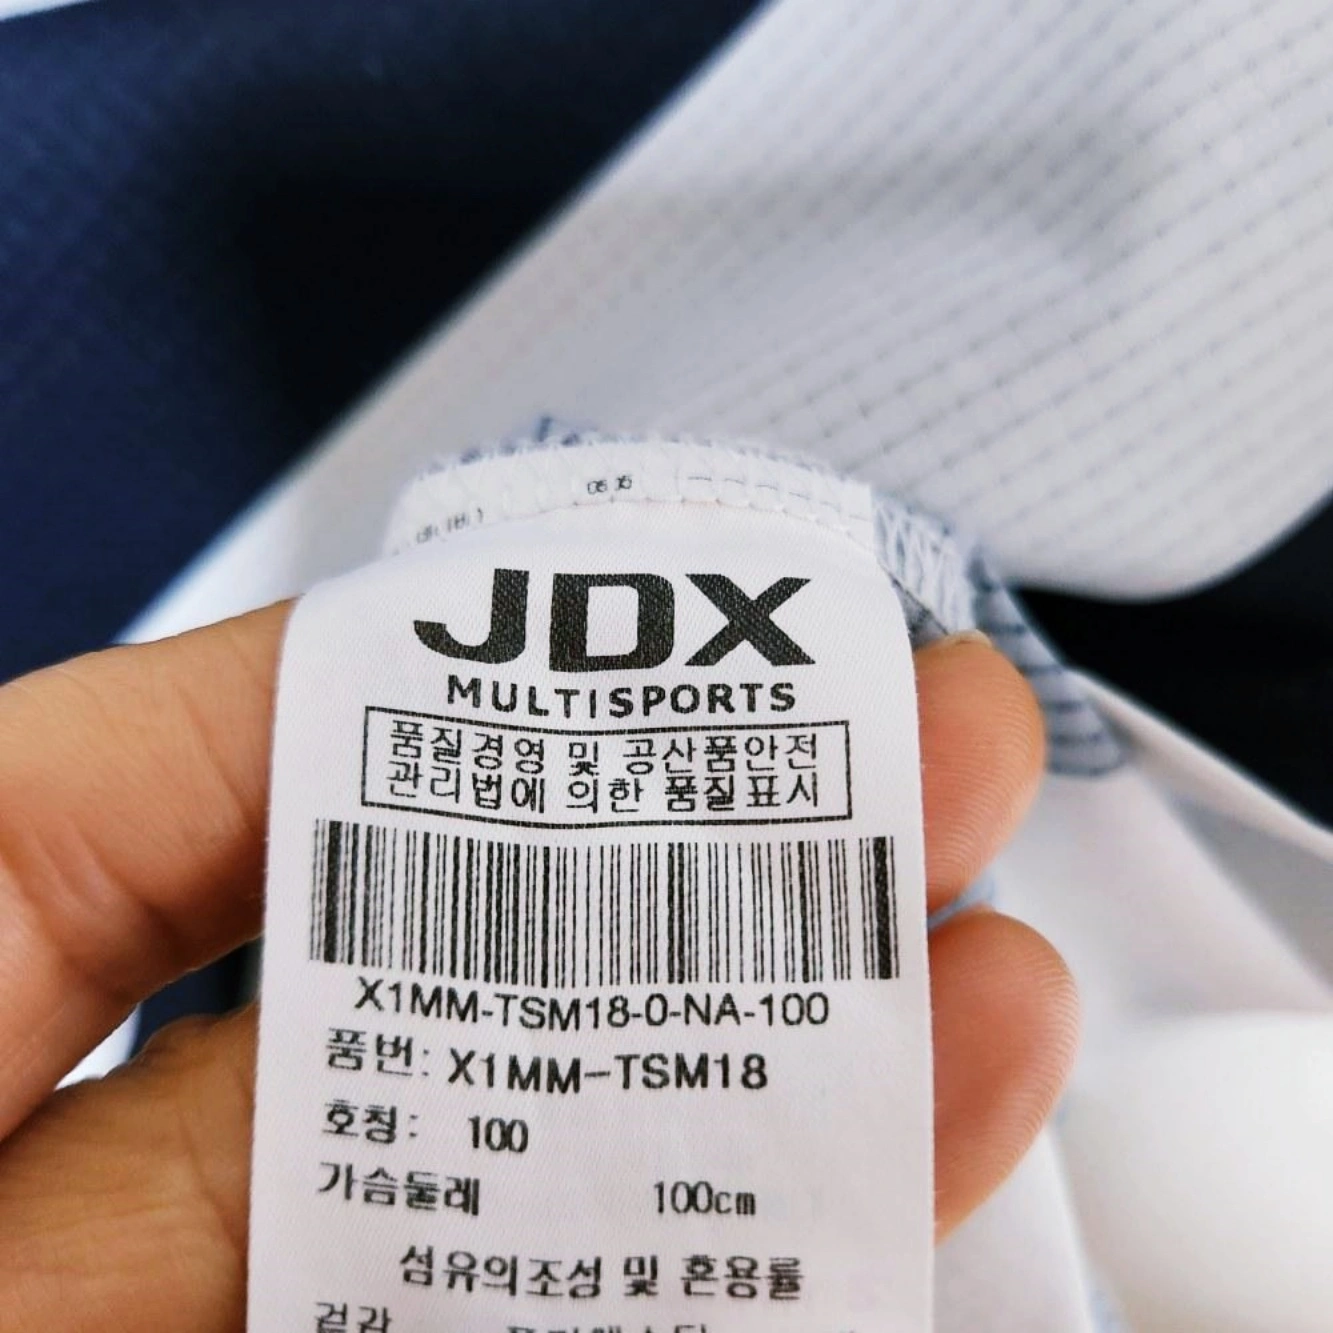 JDX
MULTISPORTS
품질경영 및 공산품안전
관리법에 의한 품질표시
X1MM-TSM18-0-NA-100
품번: X1MM-TSM18
호칭: 100
가슴둘레 100cm
섬유의조성 및 혼용률
겉감